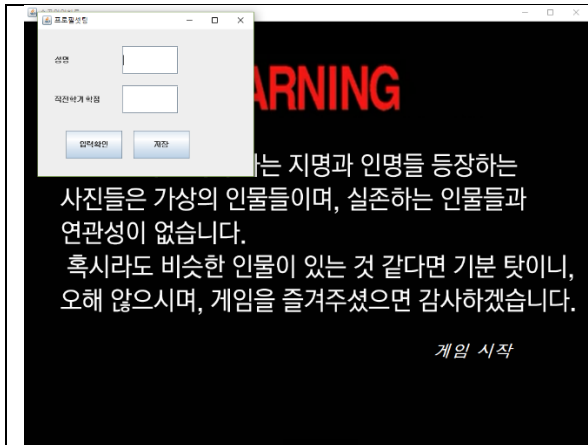 프로필셋팅
성명
직전학기 학점
입력확인
저장
ARNING
는 지명과 인명들 등장하는
사진들은 가상의 인물들이며, 실존하는 인물들과
연관성이 없습니다.
혹시라도 비슷한 인물이 있는 것 같다면 기분 탓이니,
오해 않으시며, 게임을 즐겨주셨으면 감사하겠습니다.
게임 시작